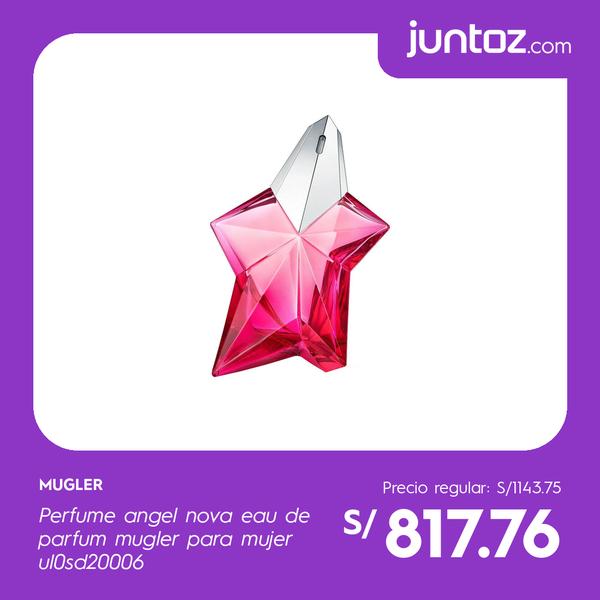 juntoz.com
MUGLER
Perfume angel nova eau de
parfum mugler para mujer
ul0sd20006
Precio regular: S/1143.75
S/ 817.76